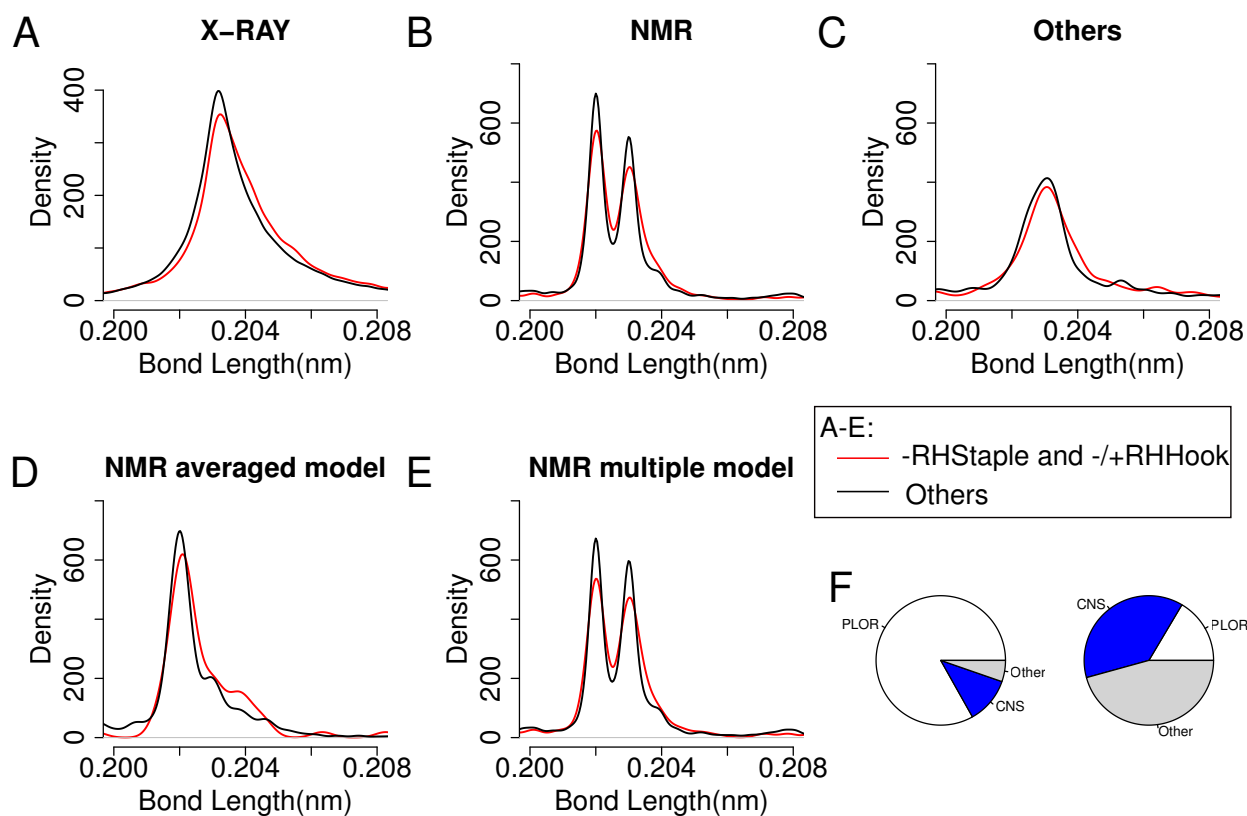 A
X−RAY
Density
0
200
400
0.200
0.204
0.208
Bond Length(nm)
B
NMR
Density
0
200
600
0.200
0.204
0.208
Bond Length(nm)
C
Others
Density
0
200
600
0.200
0.204
0.208
Bond Length(nm)
A-E:
-RHStaple and -/+RHHook
Others
D
NMR averaged model
Density
0
200
600
0.200
0.204
0.208
Bond Length(nm)
E
NMR multiple model
Density
0
200
600
0.200
0.204
0.208
Bond Length(nm)
F
PLOR
Other
CNS
CNS
PLOR
Other